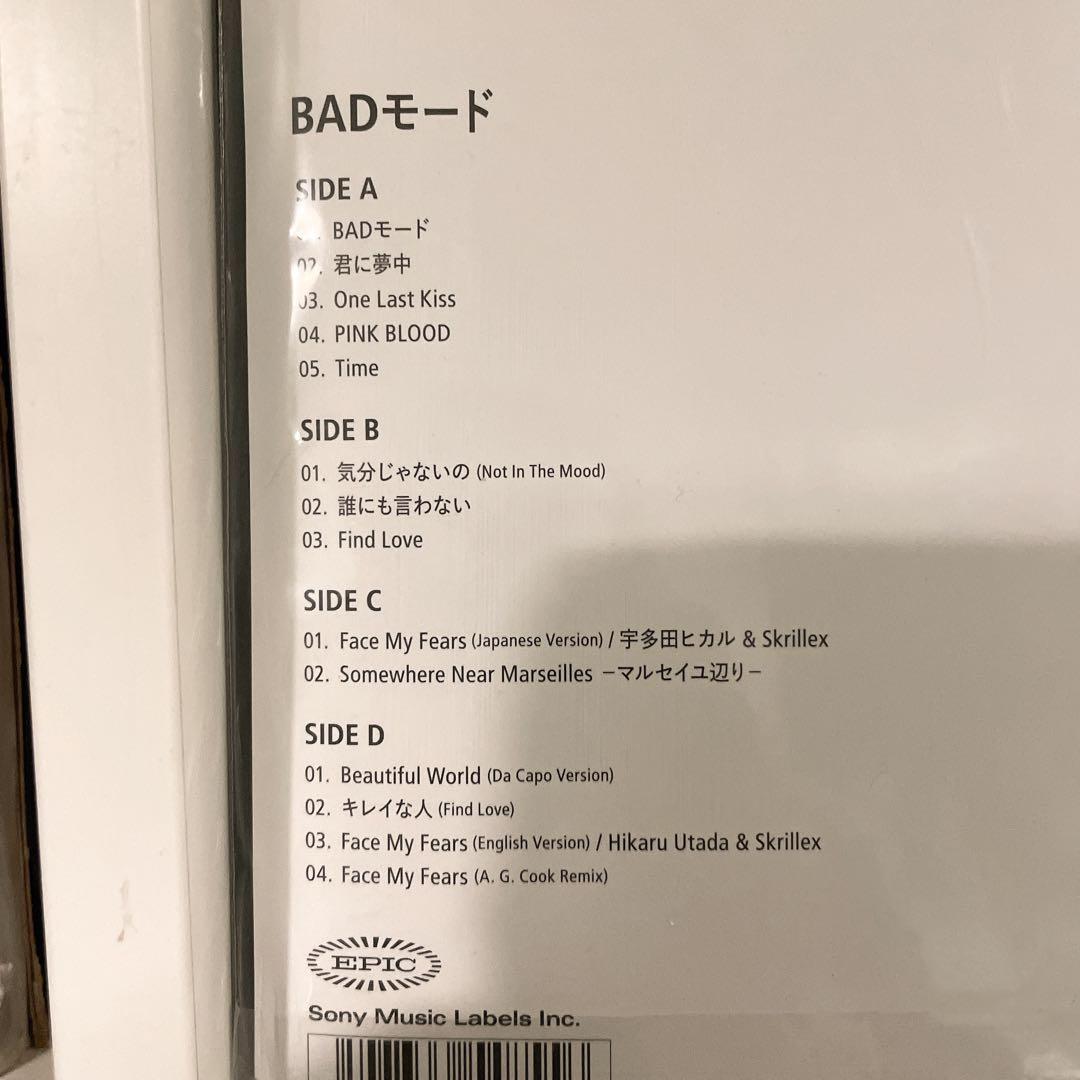 BADモード
SIDE A
BADモード
02. 君に夢中
03. One Last Kiss
04. PINK BLOOD
05. Time
SIDE B
01. 気分じゃないの (Not In The Mood)
02. 誰にも言わない
03. Find Love
SIDE C
01. Face My Fears (Japanese Version) / 宇多田ヒカル & Skrillex
02. Somewhere Near Marseilles ーマルセイユ辺りー
SIDE D
01. Beautiful World (Da Capo Version)
02. キレイな人 (Find Love)
03. Face My Fears (English Version) / Hikaru Utada & Skrillex
04. Face My Fears (A. G. Cook Remix)
EPIC
Sony Music Labels Inc.